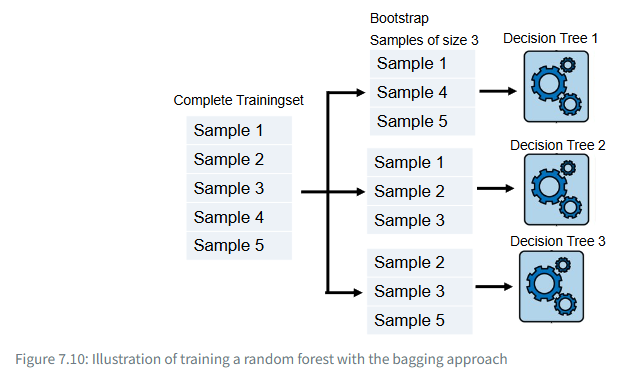 Bootstrap
Samples of size 3
Decision Tree 1
Sample 1
Sample 4
Sample 5
Complete Trainingset
Sample 1
Sample 2
Sample 3
Sample 4
Sample 5
Decision Tree 2
Sample 1
Sample 2
Sample 3
Decision Tree 3
Sample 2
Sample 3
Sample 5
Figure 7.10: Illustration of training a random forest with the bagging approach